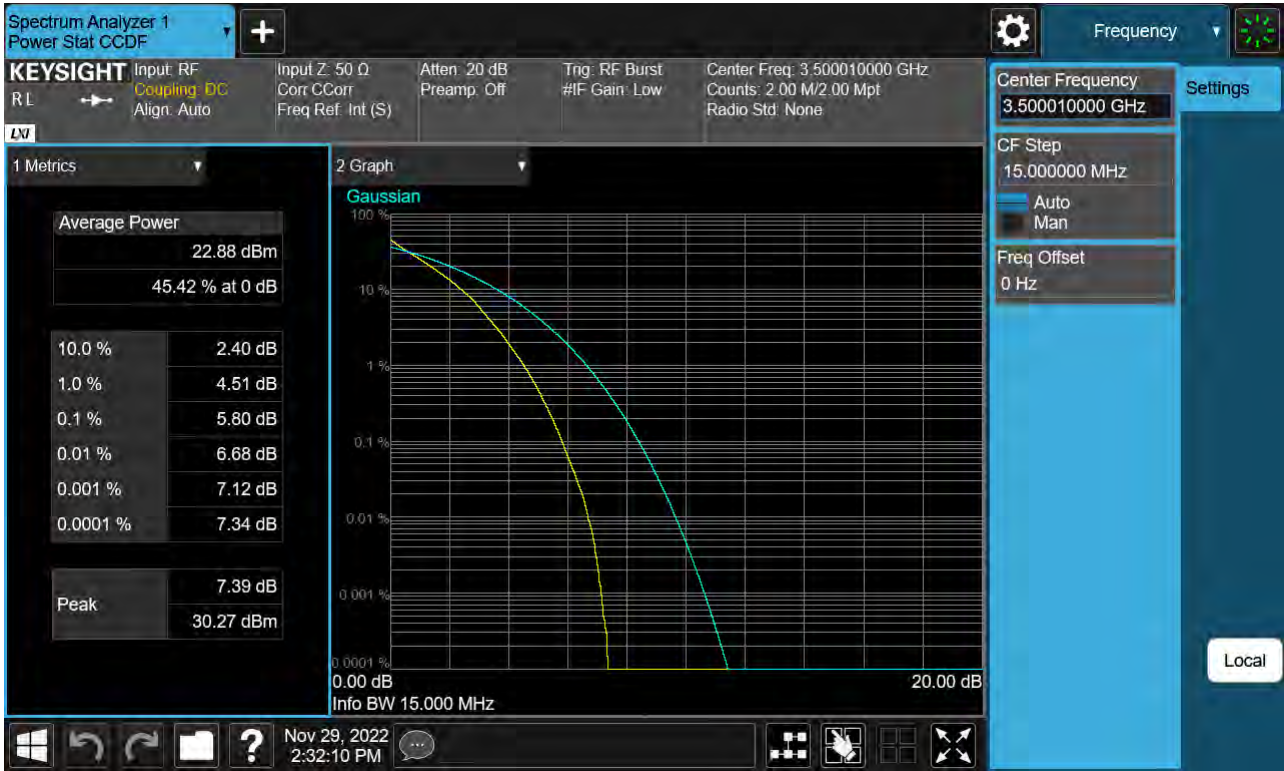 Spectrum Analyzer 1
Power Stat CCDF
Frequency
KEYSIGHT
RL
LXI
Input: RF
Coupling: DC
Align: Auto
Input Z: 50 Ω
Corr CCorr
Freq Ref: Int (S)
Atten: 20 dB
Preamp: Off
Trig: RF Burst
#IF Gain: Low
Center Freq: 3.500010000 GHz
Counts: 2.00 M/2.00 Mpt
Radio Std: None
Center Frequency
3.500010000 GHz
Settings
CF Step
15.000000 MHz
Auto
Man
Freq Offset
0 Hz
1 Metrics
Average Power
22.88 dBm
45.42 % at 0 dB
10.0 % 2.40 dB
1.0 % 4.51 dB
0.1 % 5.80 dB
0.01 % 6.68 dB
0.001 % 7.12 dB
0.0001 % 7.34 dB
Peak
7.39 dB
30.27 dBm
2 Graph
Gaussian
100 %
10 %
1 %
0.1 %
0.01 %
0.001 %
0.0001 %
0.00 dB
20.00 dB
Info BW 15.000 MHz
Local
?
Nov 29, 2022
2:32:10 PM